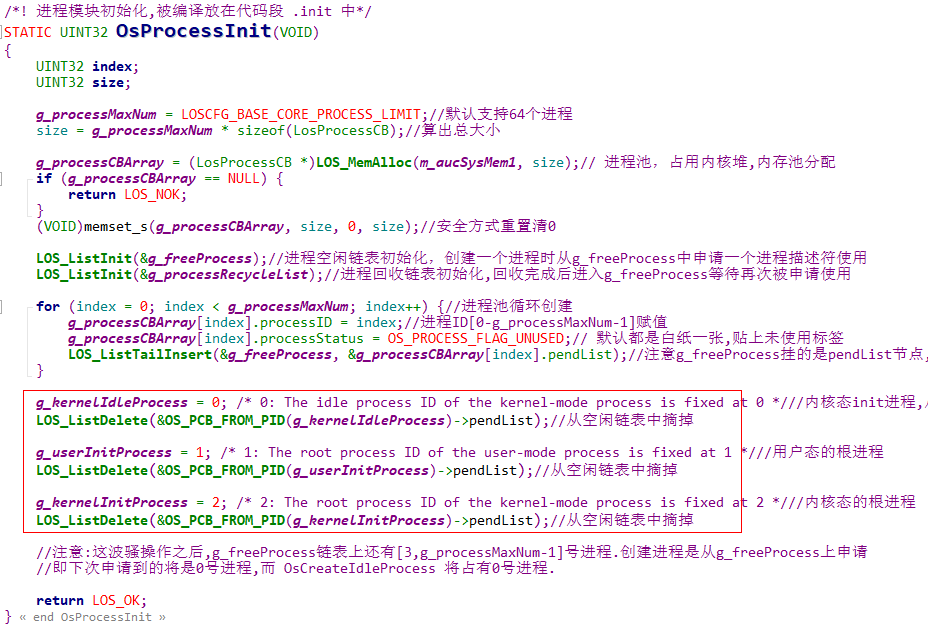 /*! 进程模块初始化,被编译放在代码段 .init 中*/
STATIC UINT32 OsProcessInit(VOID)
{
UINT32 index;
UINT32 size;
g_processMaxNum = LOSCFG_BASE_CORE_PROCESS_LIMIT;//默认支持64个进程
size = g_processMaxNum * sizeof(LosProcessCB);//算出总大小
g_processCBArray = (LosProcessCB *)LOS_MemAlloc(m_aucSysMem1, size);// 进程池，占用内核堆,内存池分配
if (g_processCBArray == NULL) {
return LOS_NOK;
}
(VOID)memset_s(g_processCBArray, size, 0, size);//安全方式重置清0
LOS_ListInit(&g_freeProcess);//进程空闲链表初始化，创建一个进程时从g_freeProcess中申请一个进程描述符使用
LOS_ListInit(&g_processRecycleList);//进程回收链表初始化,回收完成后进入g_freeProcess等待再次被申请使用
for (index = 0; index < g_processMaxNum; index++) {//进程池循环创建
g_processCBArray[index].processID = index;//进程ID[0-g_processMaxNum-1]赋值
g_processCBArray[index].processStatus = OS_PROCESS_FLAG_UNUSED;// 默认都是白纸一张,贴上未使用标签
LOS_ListTailInsert(&g_freeProcess, &g_processCBArray[index].pendList);//注意g_freeProcess挂的是pendList节点,
}
g_kernelIdleProcess = 0; /* 0: The idle process ID of the kernel-mode process is fixed at 0 *///内核态init进程,
LOS_ListDelete(&OS_PCB_FROM_PID(g_kernelIdleProcess)->pendList);//从空闲链表中摘掉
g_userInitProcess = 1; /* 1: The root process ID of the user-mode process is fixed at 1 *///用户态的根进程
LOS_ListDelete(&OS_PCB_FROM_PID(g_userInitProcess)->pendList);//从空闲链表中摘掉
g_kernelInitProcess = 2; /* 2: The root process ID of the kernel-mode process is fixed at 2 *///内核态的根进程
LOS_ListDelete(&OS_PCB_FROM_PID(g_kernelInitProcess)->pendList);//从空闲链表中摘掉
//注意:这波骚操作之后,g_freeProcess链表上还有[3,g_processMaxNum-1]号进程.创建进程是从g_freeProcess上申请
//即下次申请到的将是0号进程,而 OsCreateIdleProcess 将占有0号进程.
return LOS_OK;
} « end OsProcessInit »